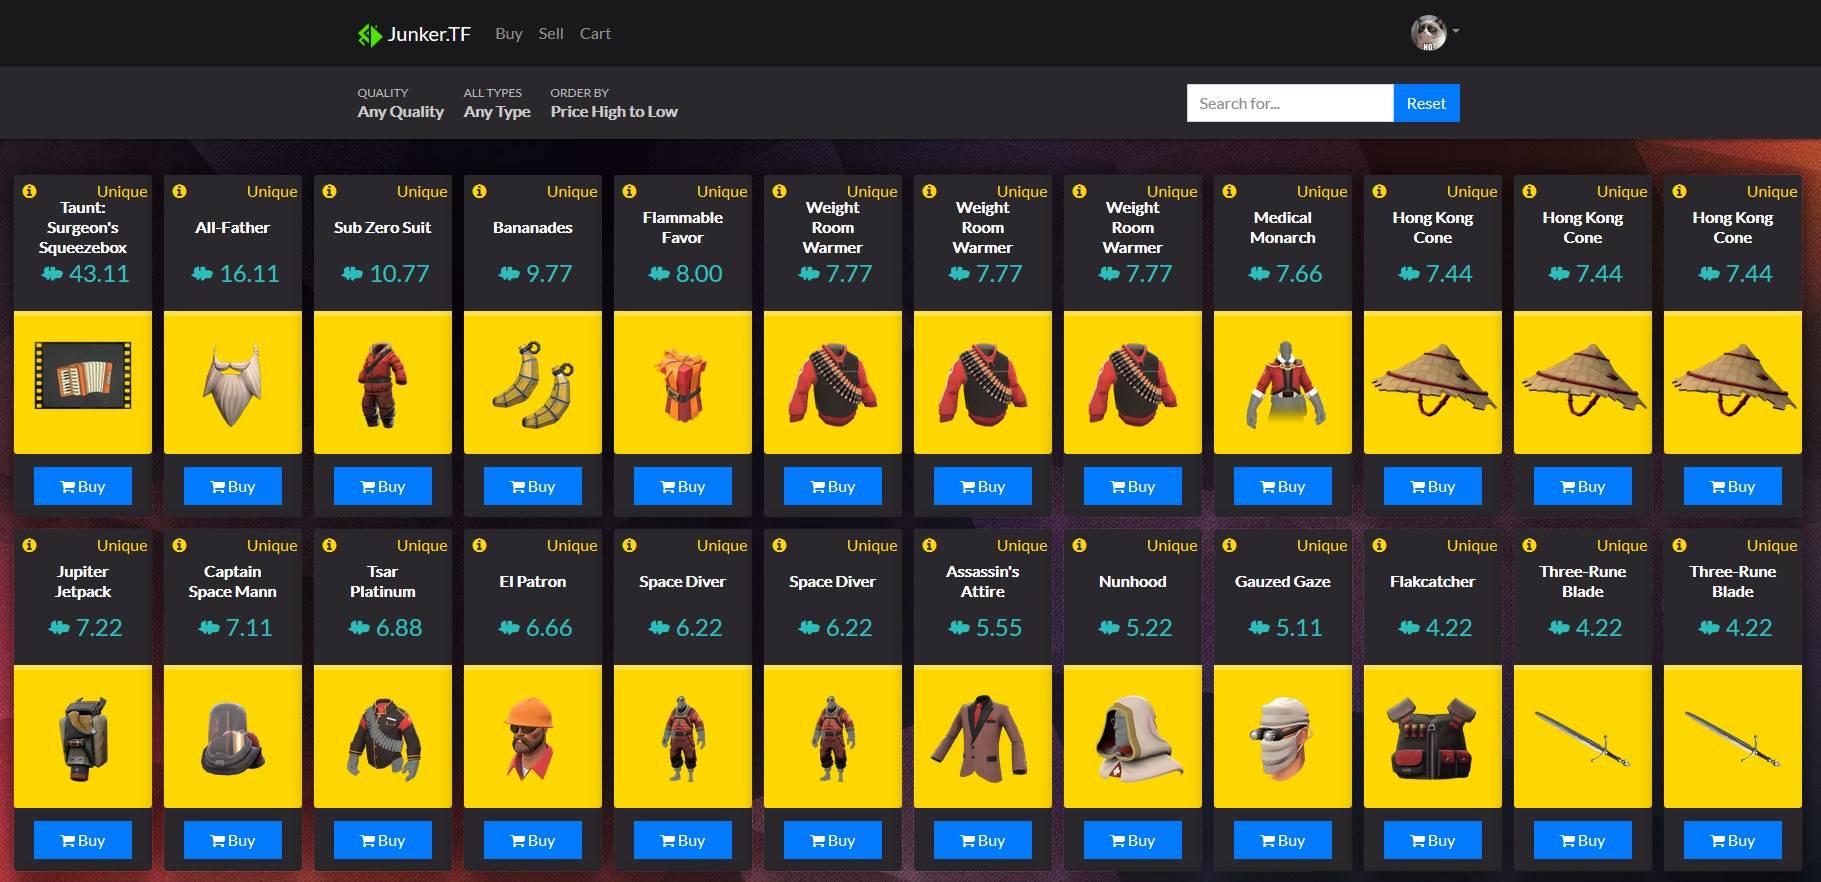 Junker.TF Buy Sell Cart
NO.
QUALITY ALL TYPES ORDER BY
Any Quality Any Type Price High to Low
Search for... Reset
Unique
Taunt:
Surgeon's
Squeezebox
43.11
Buy
Unique
All-Father
16.11
Buy
Unique
Sub Zero Suit
10.77
Buy
Unique
Bananades
9.77
Buy
Unique
Flammable
Favor
8.00
Buy
Unique
Weight
Room
Warmer
7.77
Buy
Unique
Weight
Room
Warmer
7.77
Buy
Unique
Weight
Room
Warmer
7.77
Buy
Unique
Medical
Monarch
7.66
Buy
Unique
Hong Kong
Cone
7.44
Buy
Unique
Hong Kong
Cone
7.44
Buy
Unique
Hong Kong
Cone
7.44
Buy
Unique
Jupiter
Jetpack
7.22
Buy
Unique
Captain
Space Mann
7.11
Buy
Unique
Tsar
Platinum
6.88
Buy
Unique
El Patron
6.66
Buy
Unique
Space Diver
6.22
Buy
Unique
Space Diver
6.22
Buy
Unique
Assassin's
Attire
5.55
Buy
Unique
Nunhood
5.22
Buy
Unique
Gauzed Gaze
5.11
Buy
Unique
Flakcatcher
4.22
Buy
Unique
Three-Rune
Blade
4.22
Buy
Unique
Three-Rune
Blade
4.22
Buy